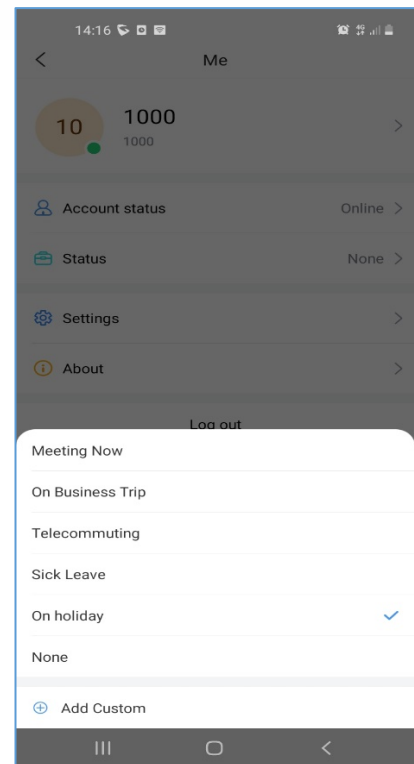 14:16 4G
Me
10 1000
1000
Account status Online
Status None
Settings
About
Log out
Meeting Now
On Business Trip
Telecommuting
Sick Leave
On holiday
None
Add Custom